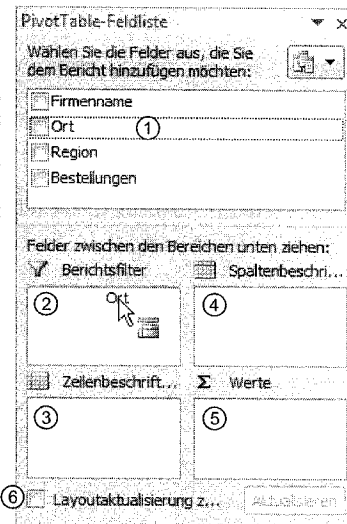 PivotTable-Feldliste
Wählen Sie die Felder aus, die Sie
dem Bericht hinzufügen möchten:
Firmenname
Ort ①
Region
Bestellungen
Felder zwischen den Bereichen unten ziehen:
Berichtsfilter Spaltenbeschri...
② Ort ④
Zeilenbeschrift... Σ Werte
③ ⑤
⑥ Layoutaktualisierung z... Aktualisieren